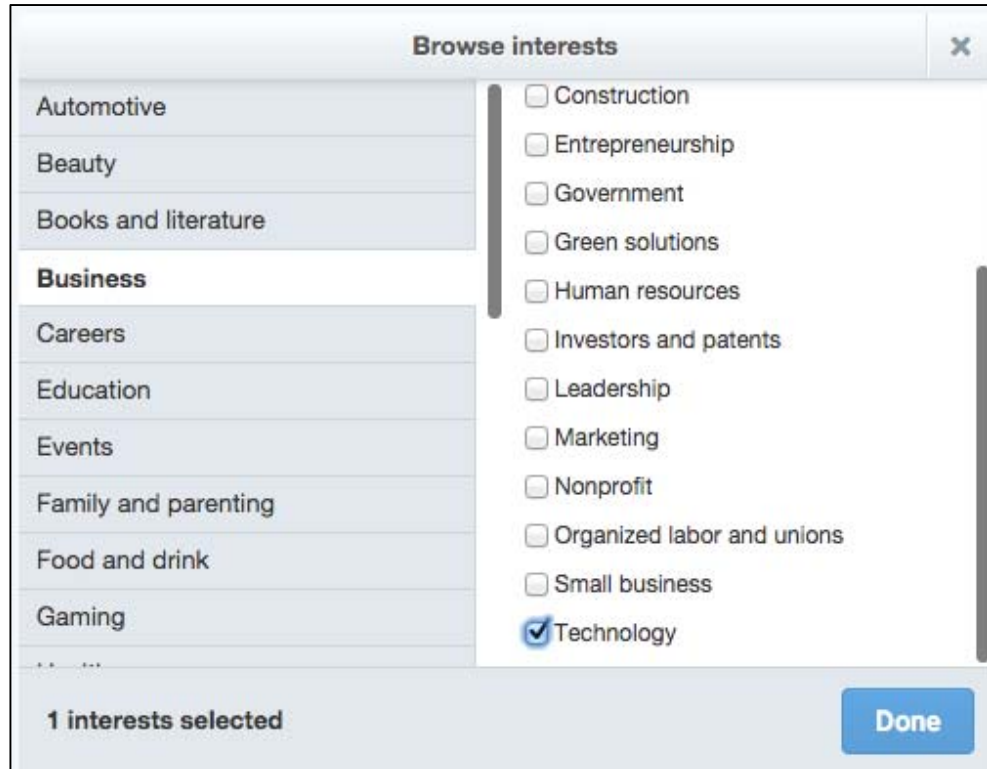 Browse interests
Automotive
Beauty
Books and literature
Business
Careers
Education
Events
Family and parenting
Food and drink
Gaming
Construction
Entrepreneurship
Government
Green solutions
Human resources
Investors and patents
Leadership
Marketing
Nonprofit
Organized labor and unions
Small business
Technology
1 interests selected
Done